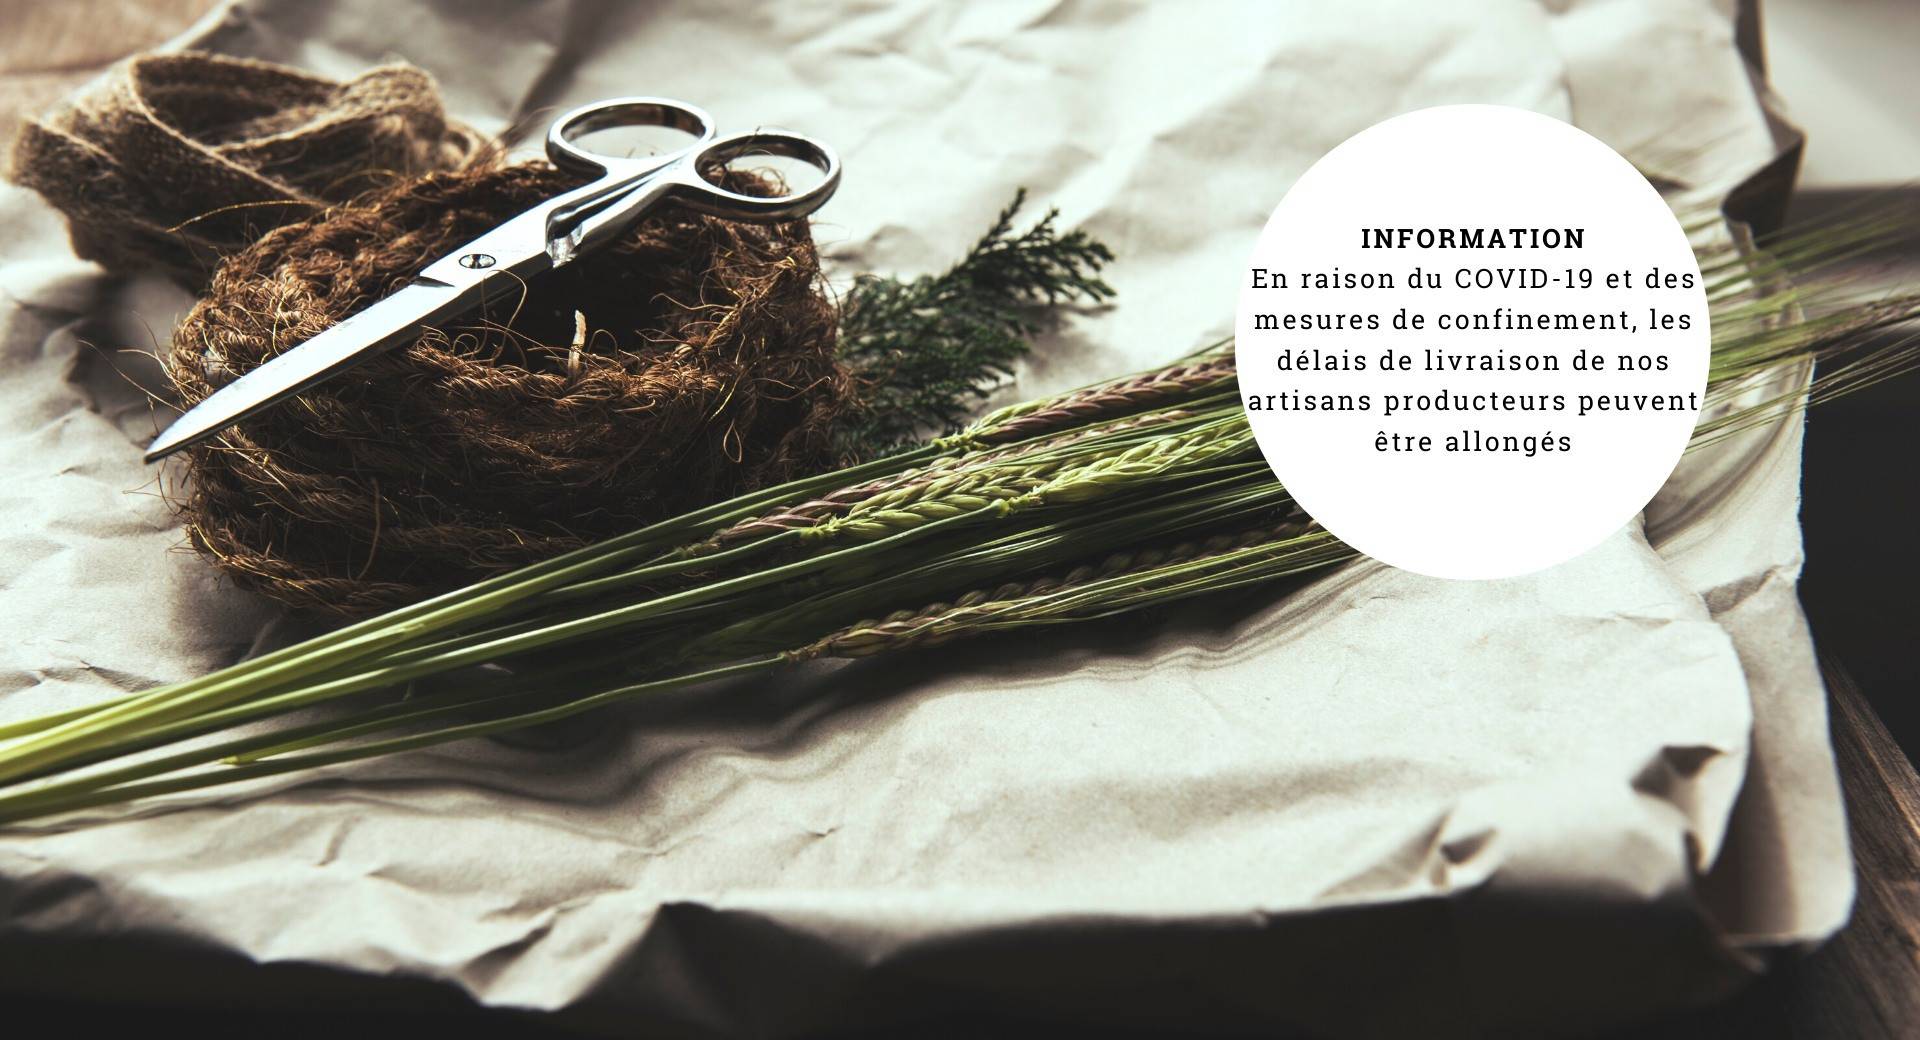 INFORMATION
En raison du COVID-19 et des
mesures de confinement, les
délais de livraison de nos
artisans producteurs peuvent
être allongés